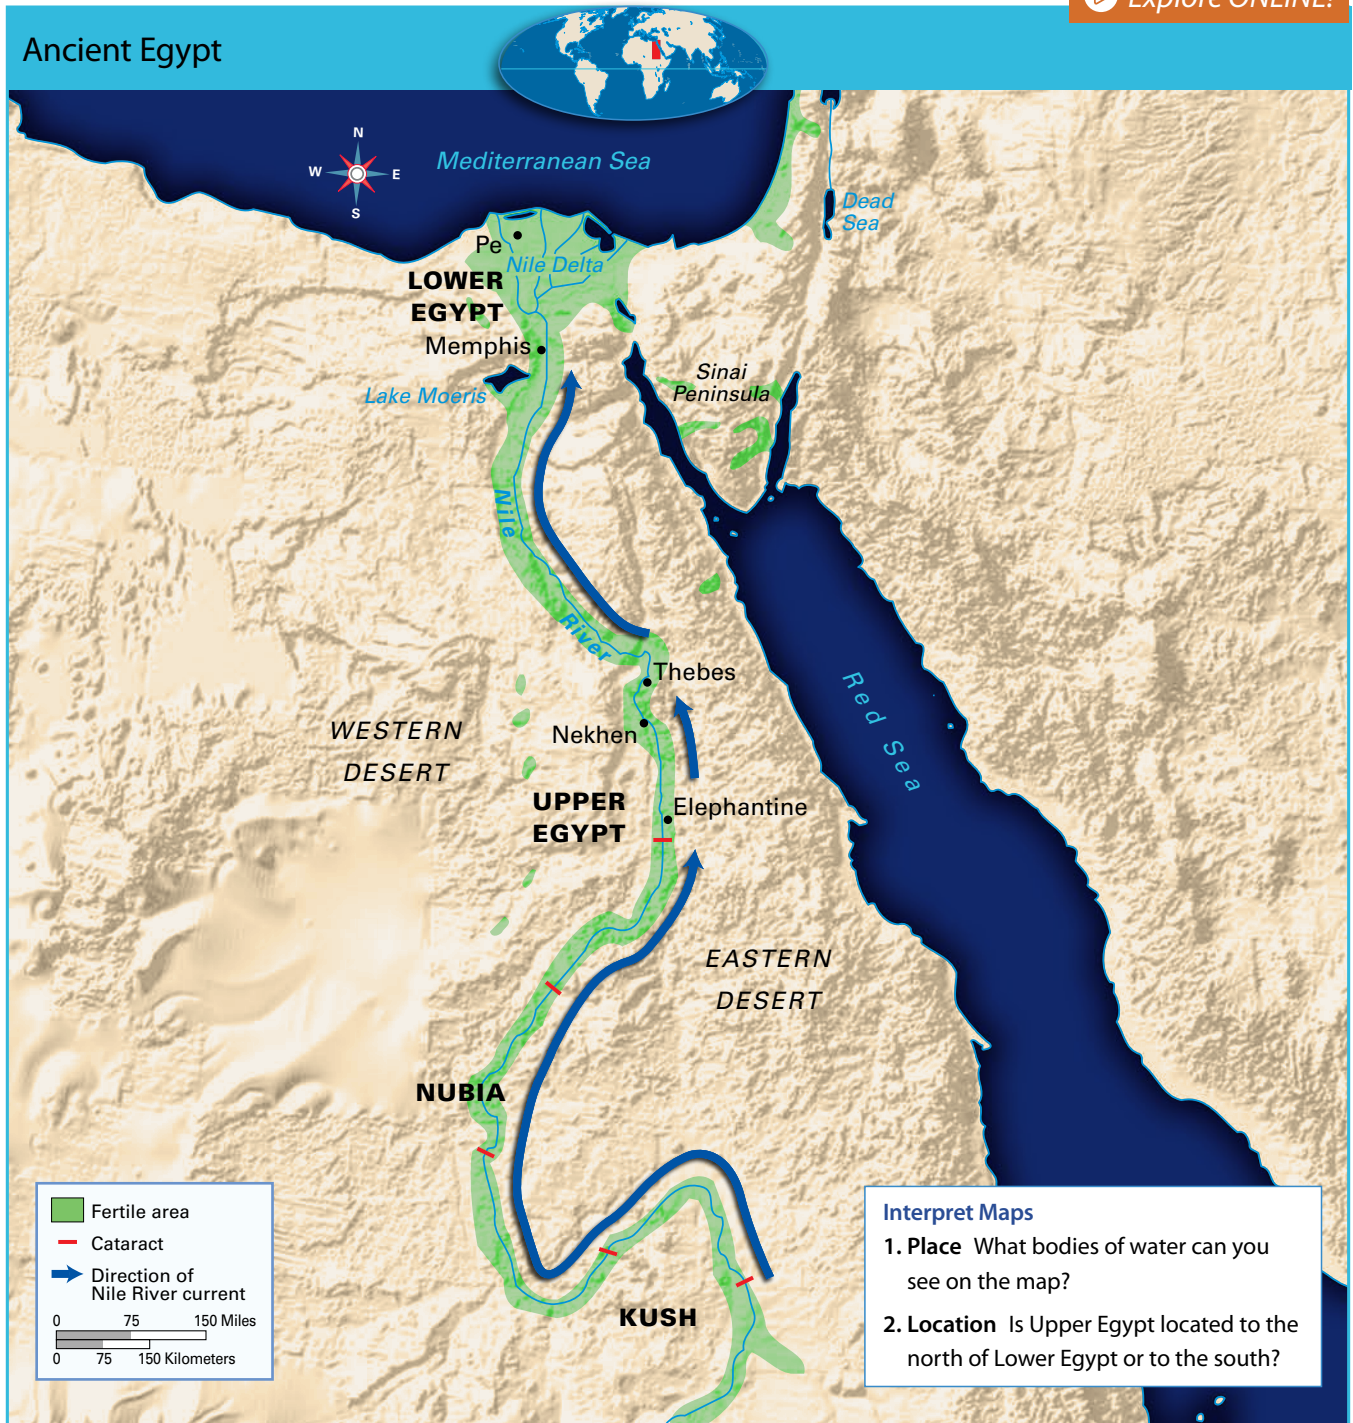 Explore ONLINE!
Ancient Egypt
N
W
E
S
Mediterranean Sea
Dead
Sea
Pe
Nile Delta
LOWER
EGYPT
Memphis
Lake Moeris
Sinai
Peninsula
Nile
River
Thebes
Nekhen
Red Sea
WESTERN
DESERT
UPPER
EGYPT
Elephantine
EASTERN
DESERT
NUBIA
KUSH
Fertile area
Cataract
Direction of
Nile River current
0 75 150 Miles
0 75 150 Kilometers
Interpret Maps
1. Place What bodies of water can you
see on the map?
2. Location Is Upper Egypt located to the
north of Lower Egypt or to the south?